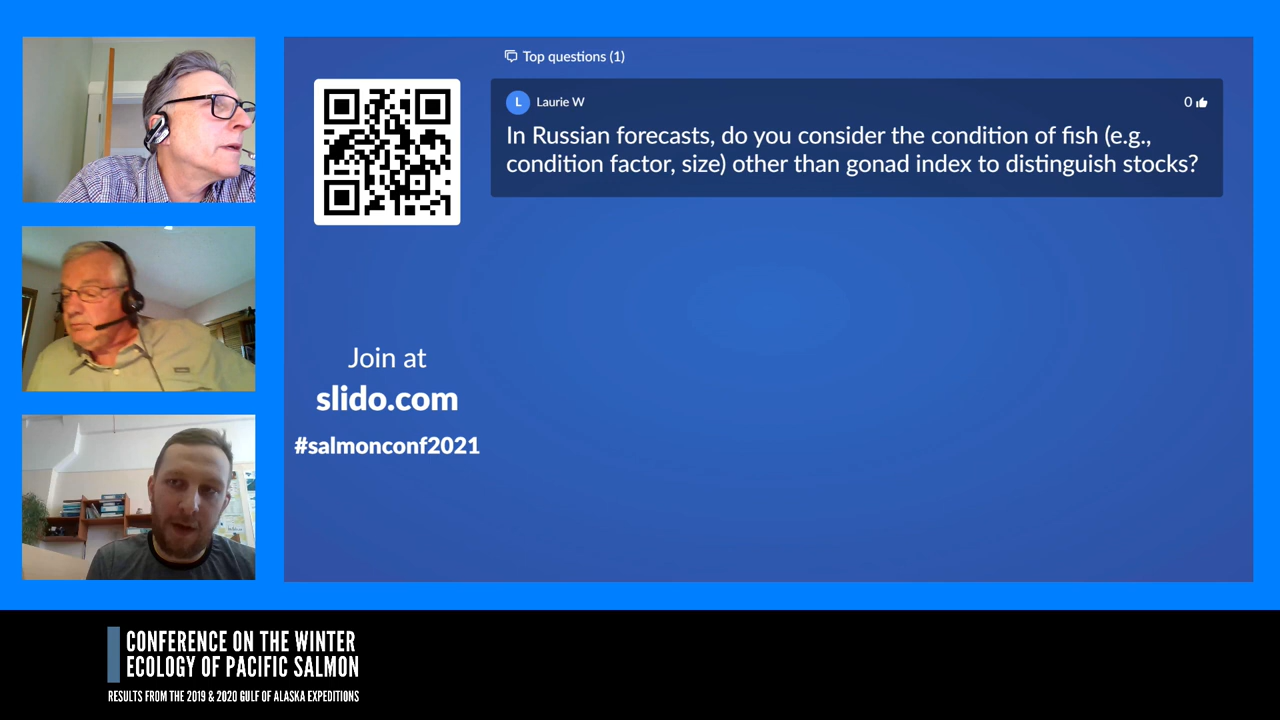 Top questions (1)
L
Laurie W
0
In Russian forecasts, do you consider the condition of fish (e.g.,
condition factor, size) other than gonad index to distinguish stocks?
Join at
slido.com
#salmonconf2021
CONFERENCE ON THE WINTER
ECOLOGY OF PACIFIC SALMON
RESULTS FROM THE 2019 & 2020 GULF OF ALASKA EXPEDITIONS